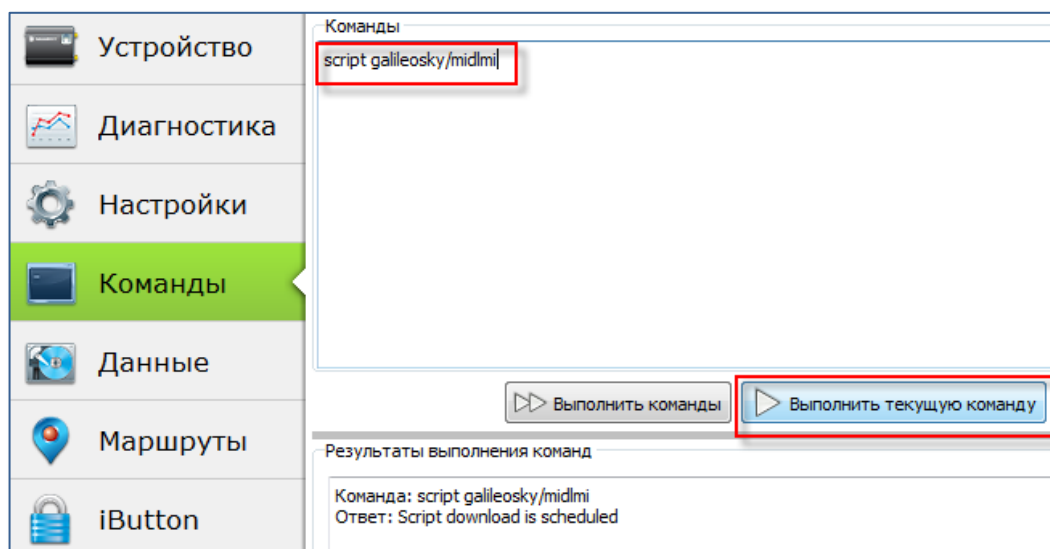 Устройство
Диагностика
Настройки
Команды
Данные
Маршруты
iButton
Команды
script galileosky/midlmi
Выполнить команды
Выполнить текущую команду
Результаты выполнения команд
Команда: script galileosky/midlmi
Ответ: Script download is scheduled